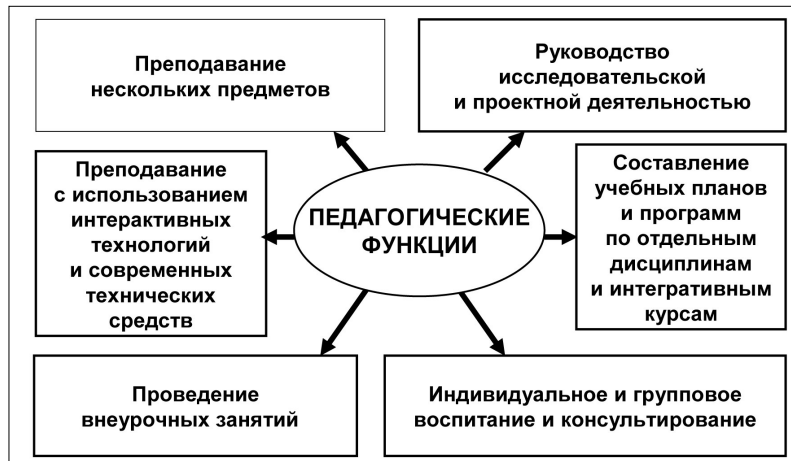 Преподавание
нескольких предметов
Руководство
исследовательской
и проектной деятельностью
Преподавание
с использованием
интерактивных
технологий
и современных
технических
средств
ПЕДАГОГИЧЕСКИЕ
ФУНКЦИИ
Составление
учебных планов
и программ
по отдельным
дисциплинам
и интегративным
курсам
Проведение
внеурочных занятий
Индивидуальное и групповое
воспитание и консультирование